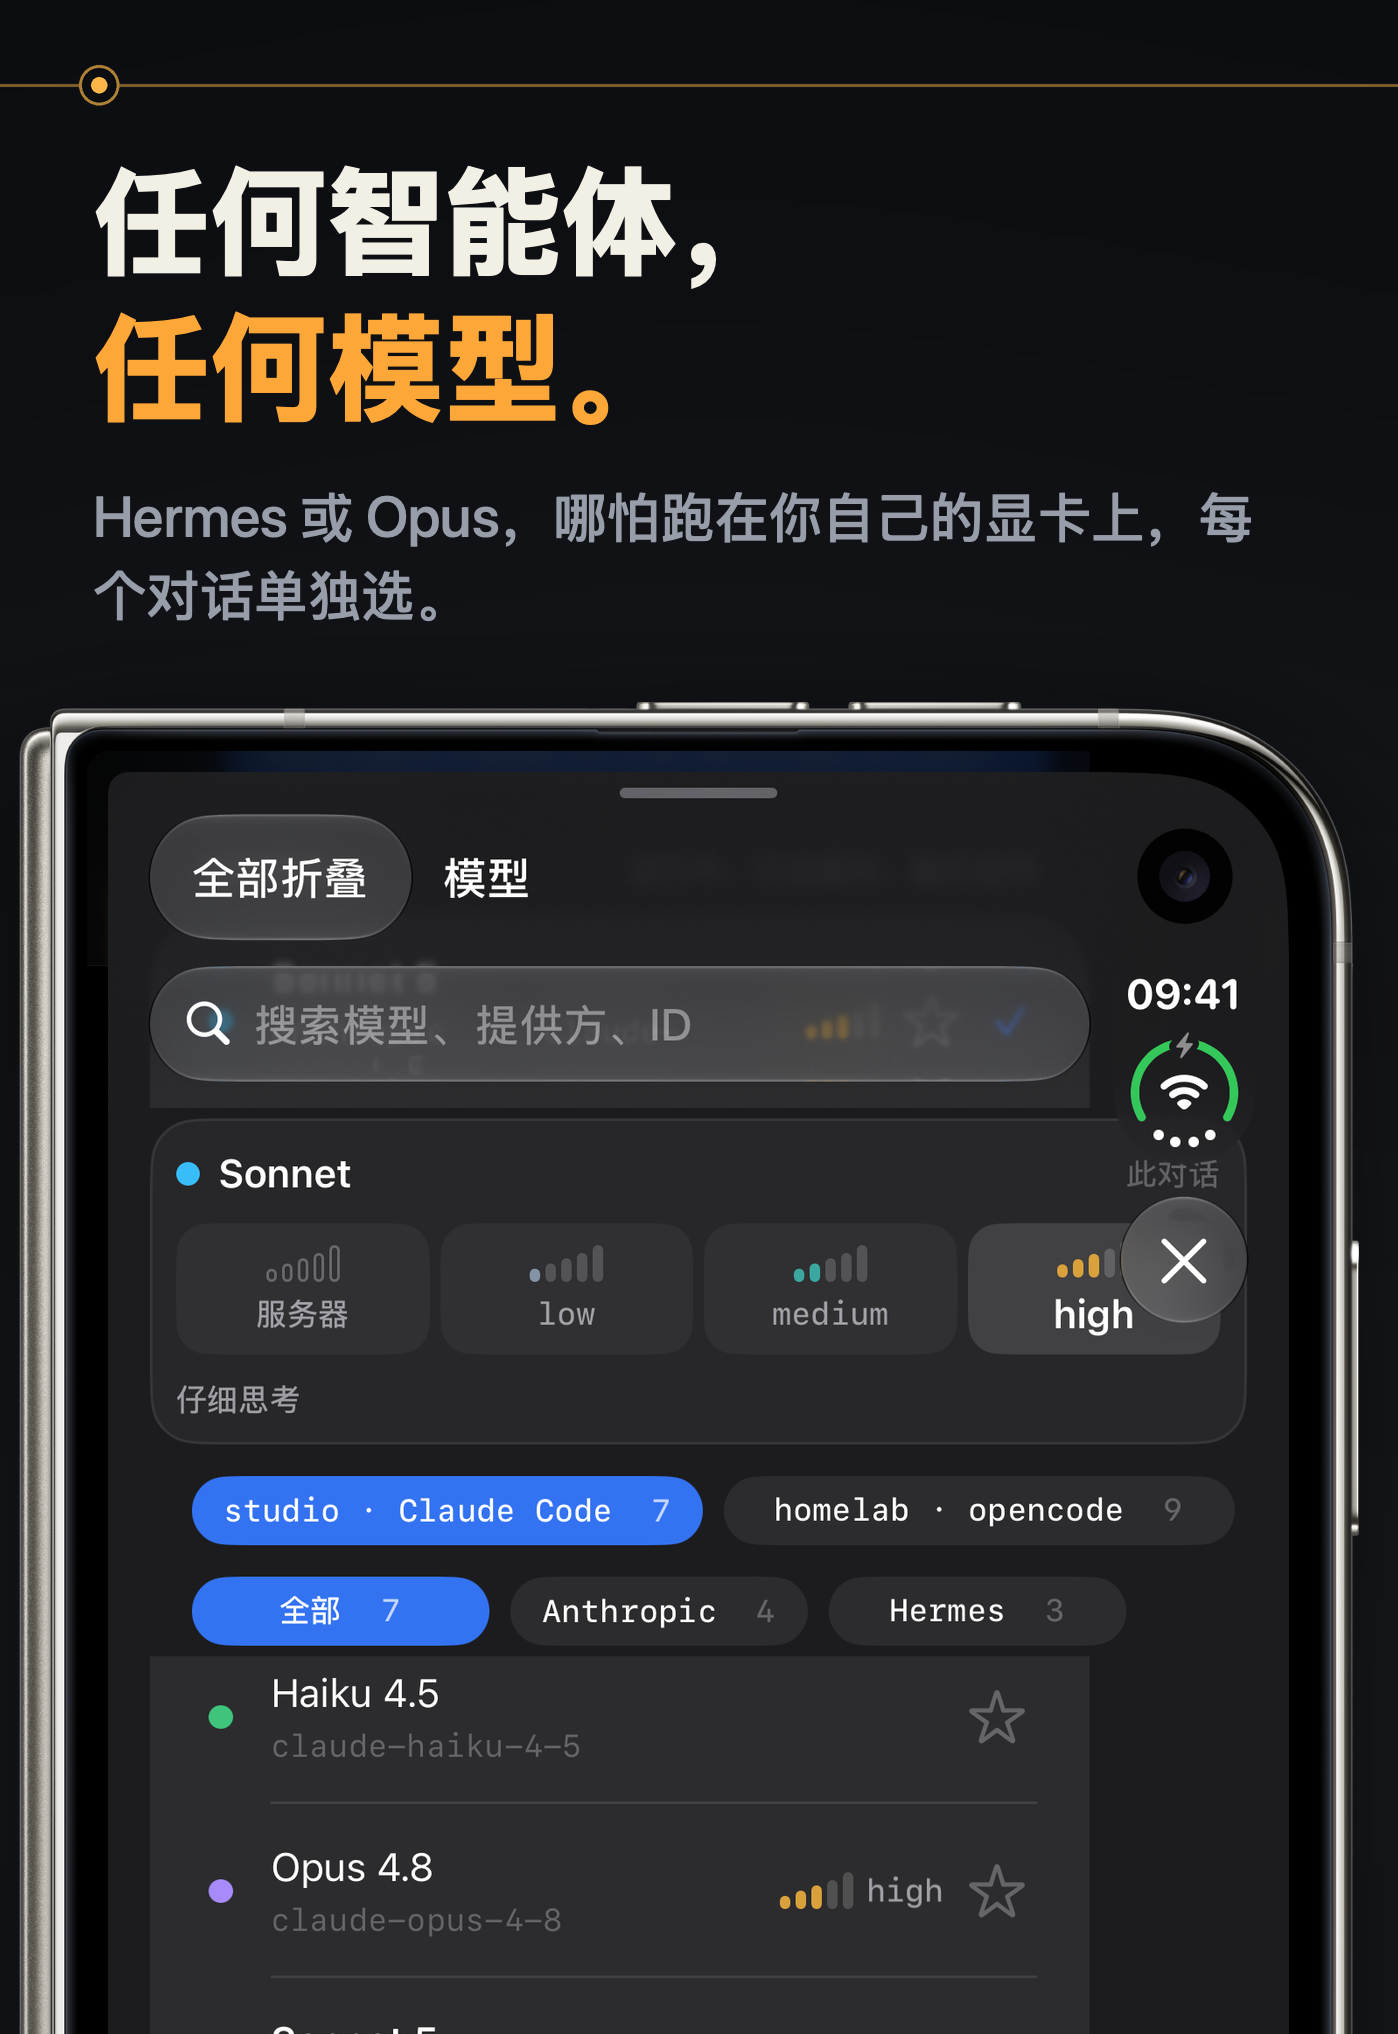 任何智能体，
任何模型。
Hermes 或 Opus，哪怕跑在你自己的显卡上，每
个对话单独选。
全部折叠 模型
09:41
搜索模型、提供方、ID
Sonnet 此对话
服务器 low medium high
仔细思考
studio · Claude Code 7 homelab · opencode 9
全部 7 Anthropic 4 Hermes 3
Haiku 4.5
claude-haiku-4-5
Opus 4.8
high
claude-opus-4-8